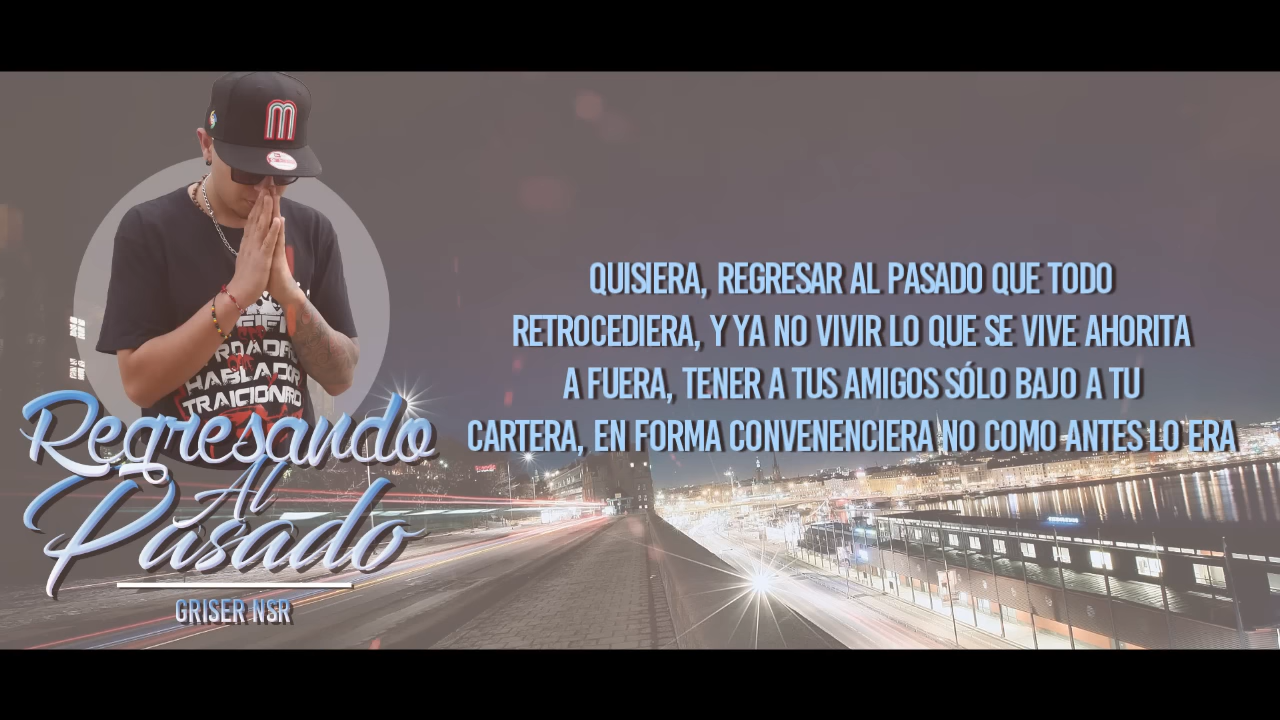 M
RDADRO
HABLADOR
TRAICIONERO
Regresando
Al
Pasado
GRISER NSR
QUISIERA, REGRESAR AL PASADO QUE TODO
RETROCEDIERA, Y YA NO VIVIR LO QUE SE VIVE AHORITA
A FUERA, TENER A TUS AMIGOS SÓLO BAJO A TU
CARTERA, EN FORMA CONVENENCIERA NO COMO ANTES LO ERA